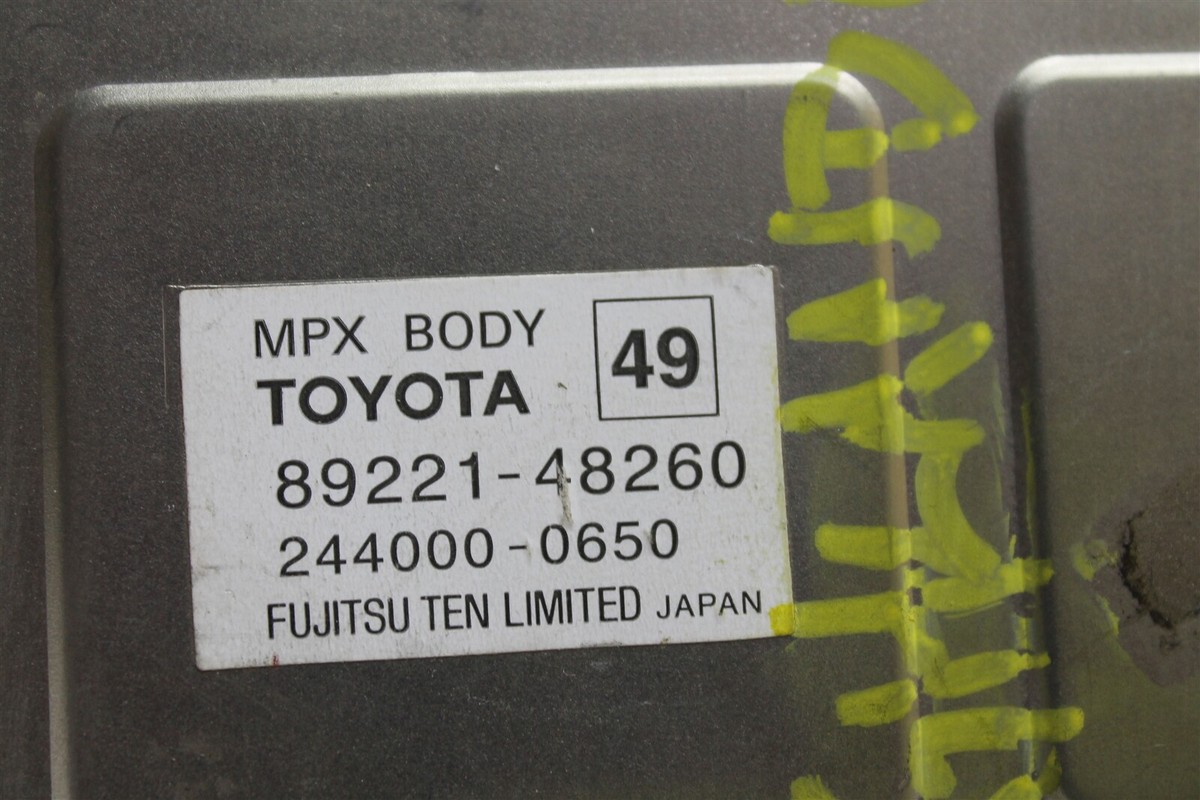 MPX BODY
TOYOTA
49
89221-48260
244000-0650
FUJITSU TEN LIMITED JAPAN